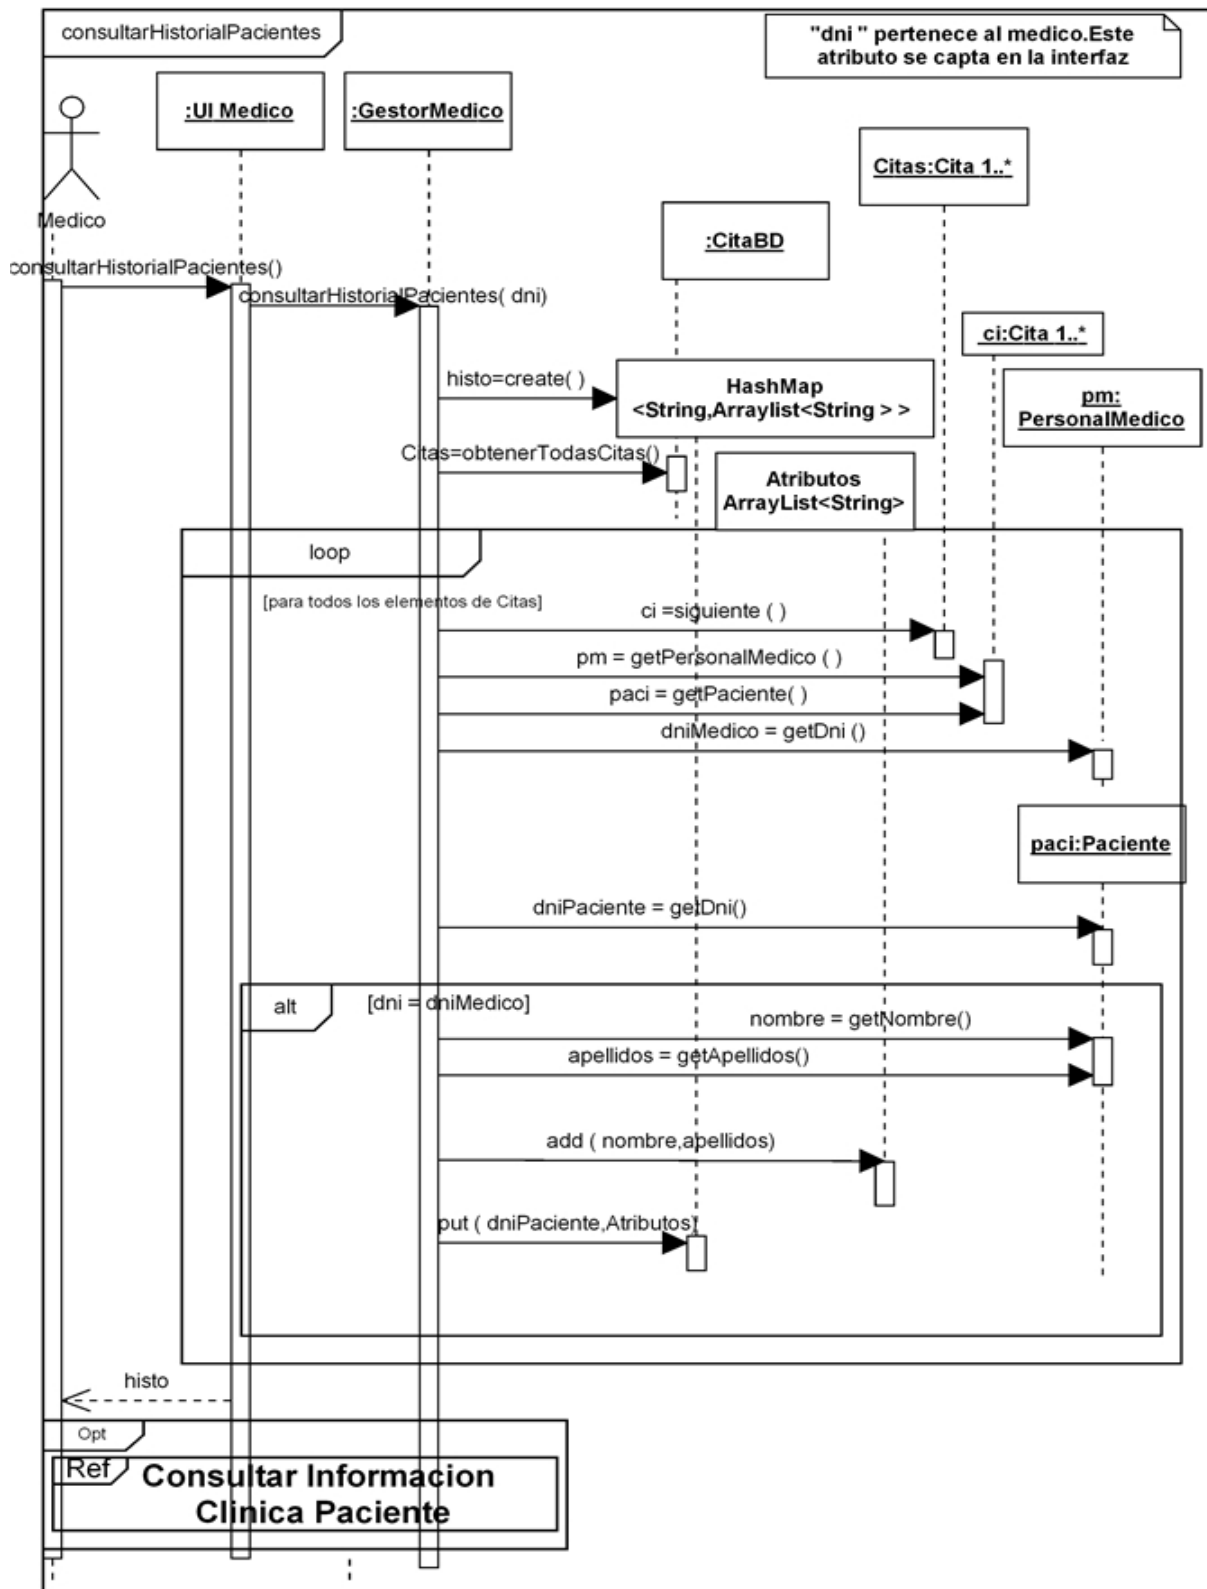 consultarHistorialPacientes
"dni " pertenece al medico.Este
atributo se capta en la interfaz
:UI Medico
:GestorMedico
Citas:Cita 1..*
Medico
:CitaBD
consultarHistorialPacientes()
consultarHistorialPacientes( dni)
ci:Cita 1..*
histo=create( )
HashMap
<String,Arraylist<String > >
pm:
PersonalMedico
Citas=obtenerTodasCitas()
Atributos
ArrayList<String>
loop
[para todos los elementos de Citas]
ci =siguiente ( )
pm = getPersonalMedico ( )
paci = getPaciente( )
dniMedico = getDni ()
paci:Paciente
dniPaciente = getDni()
alt
[dni = dniMedico]
nombre = getNombre()
apellidos = getApellidos()
add ( nombre,apellidos)
put ( dniPaciente,Atributos)
histo
Opt
Ref
Consultar Informacion
Clinica Paciente